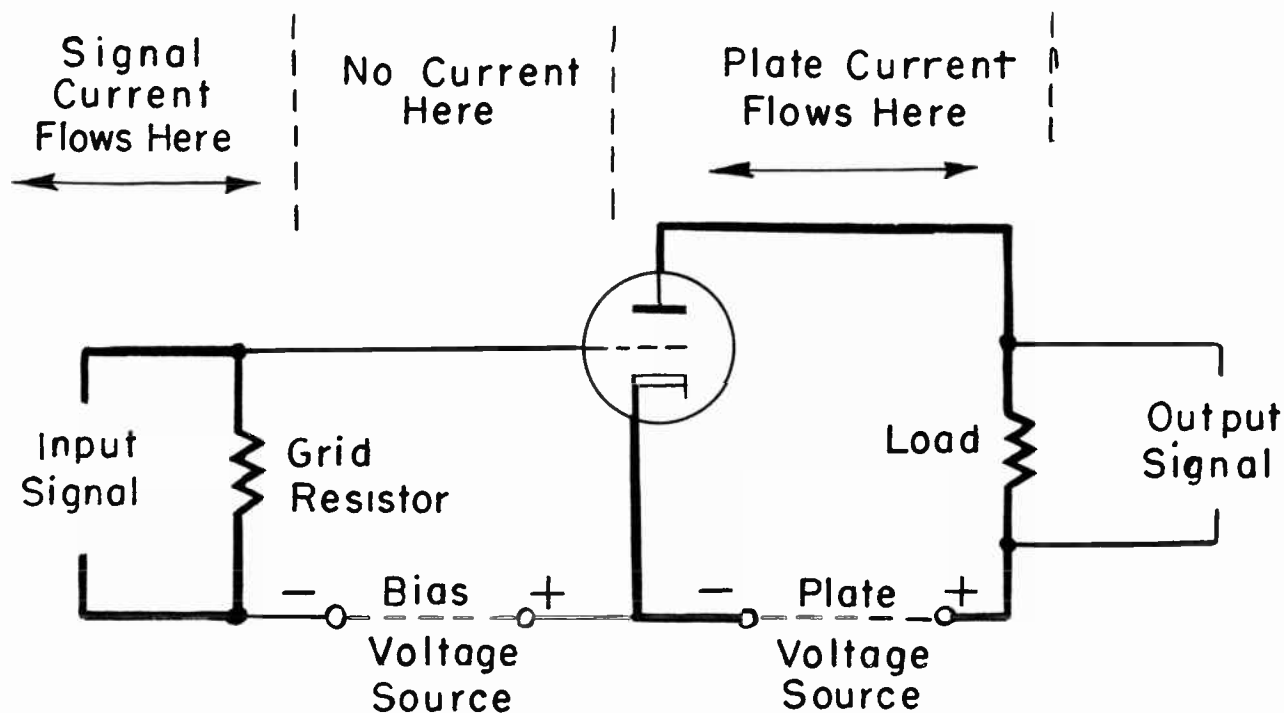 Signal
Current
Flows Here
No Current
Here
Plate Current
Flows Here
Input
Signal
Grid
Resistor
Load
Output
Signal
− Bias +
Voltage
Source
− Plate +
Voltage
Source